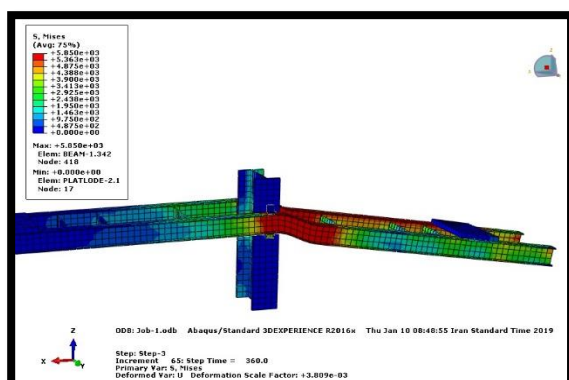 S, Mises
(Avg: 75%)
+5.850e+03
+5.363e+03
+4.875e+03
+4.388e+03
+3.900e+03
+3.413e+03
+2.925e+03
+2.438e+03
+1.950e+03
+1.463e+03
+9.750e+02
+4.875e+02
+0.000e+00
Max: +5.850e+03
Elem: BEAM-1.342
Node: 418
Min: +0.000e+00
Elem: PLATLODE-2.1
Node: 17
Z
X
Y
ODB: Job-1.odb Abaqus/Standard 3DEXPERIENCE R2016x Thu Jan 10 08:48:55 Iran Standard Time 2019
Step: Step-3
Increment 65: Step Time = 360.0
Primary Var: S, Mises
Deformed Var: U Deformation Scale Factor: +3.809e-03